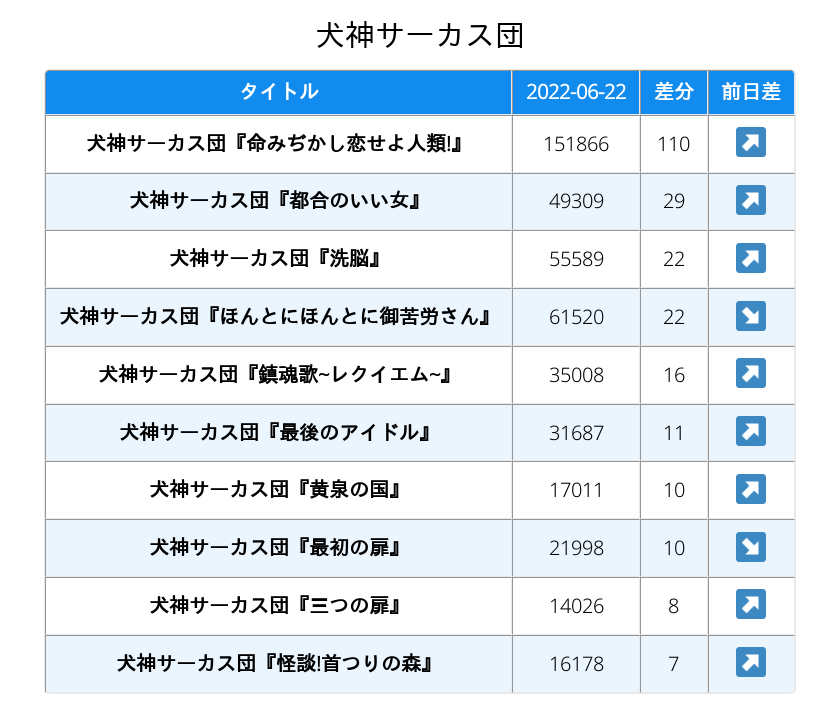 犬神サーカス団
タイトル 2022-06-22 差分 前日差
犬神サーカス団『命みぢかし恋せよ人類!』 151866 110 ↗
犬神サーカス団『都合のいい女』 49309 29 ↗
犬神サーカス団『洗脳』 55589 22 ↗
犬神サーカス団『ほんとにほんとに御苦労さん』 61520 22 ↘
犬神サーカス団『鎮魂歌~レクイエム~』 35008 16 ↗
犬神サーカス団『最後のアイドル』 31687 11 ↗
犬神サーカス団『黄泉の国』 17011 10 ↗
犬神サーカス団『最初の扉』 21998 10 ↘
犬神サーカス団『三つの扉』 14026 8 ↗
犬神サーカス団『怪談!首つりの森』 16178 7 ↗